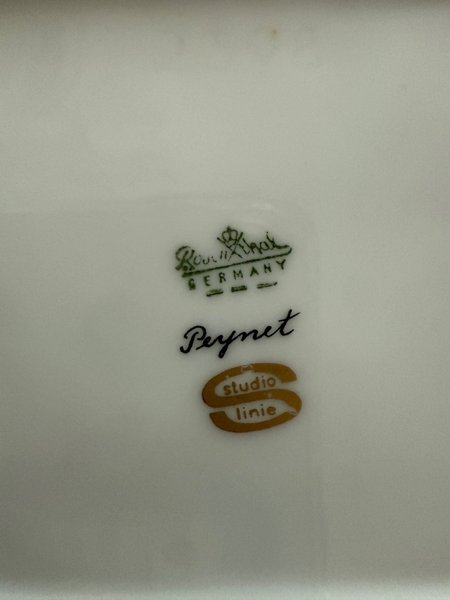 Rosenthal
GERMANY
Peynet
studio
linie